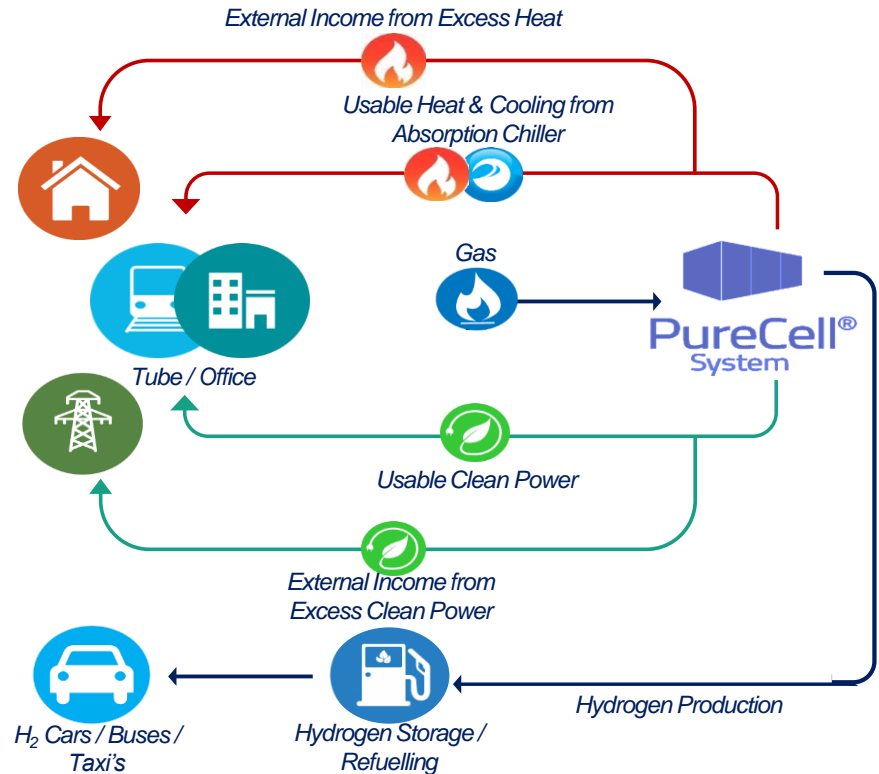 External Income from Excess Heat
Usable Heat & Cooling from
Absorption Chiller
Gas
PureCell®
System
Tube / Office
Usable Clean Power
External Income from
Excess Clean Power
Hydrogen Production
H₂ Cars / Buses /
Taxi's
Hydrogen Storage /
Refuelling